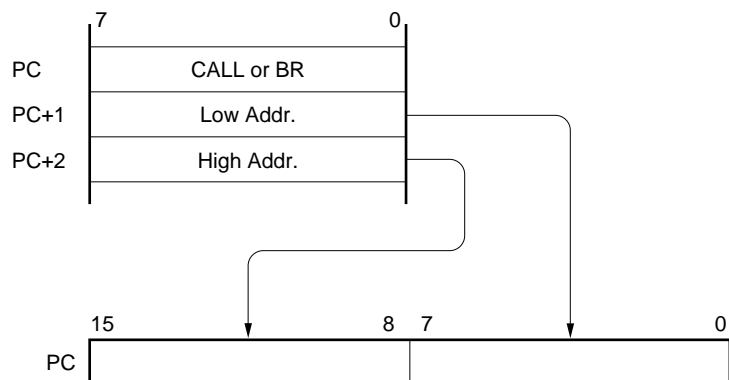 7 0
PC CALL or BR
PC+1 Low Addr.
PC+2 High Addr.
15 8 7 0
PC